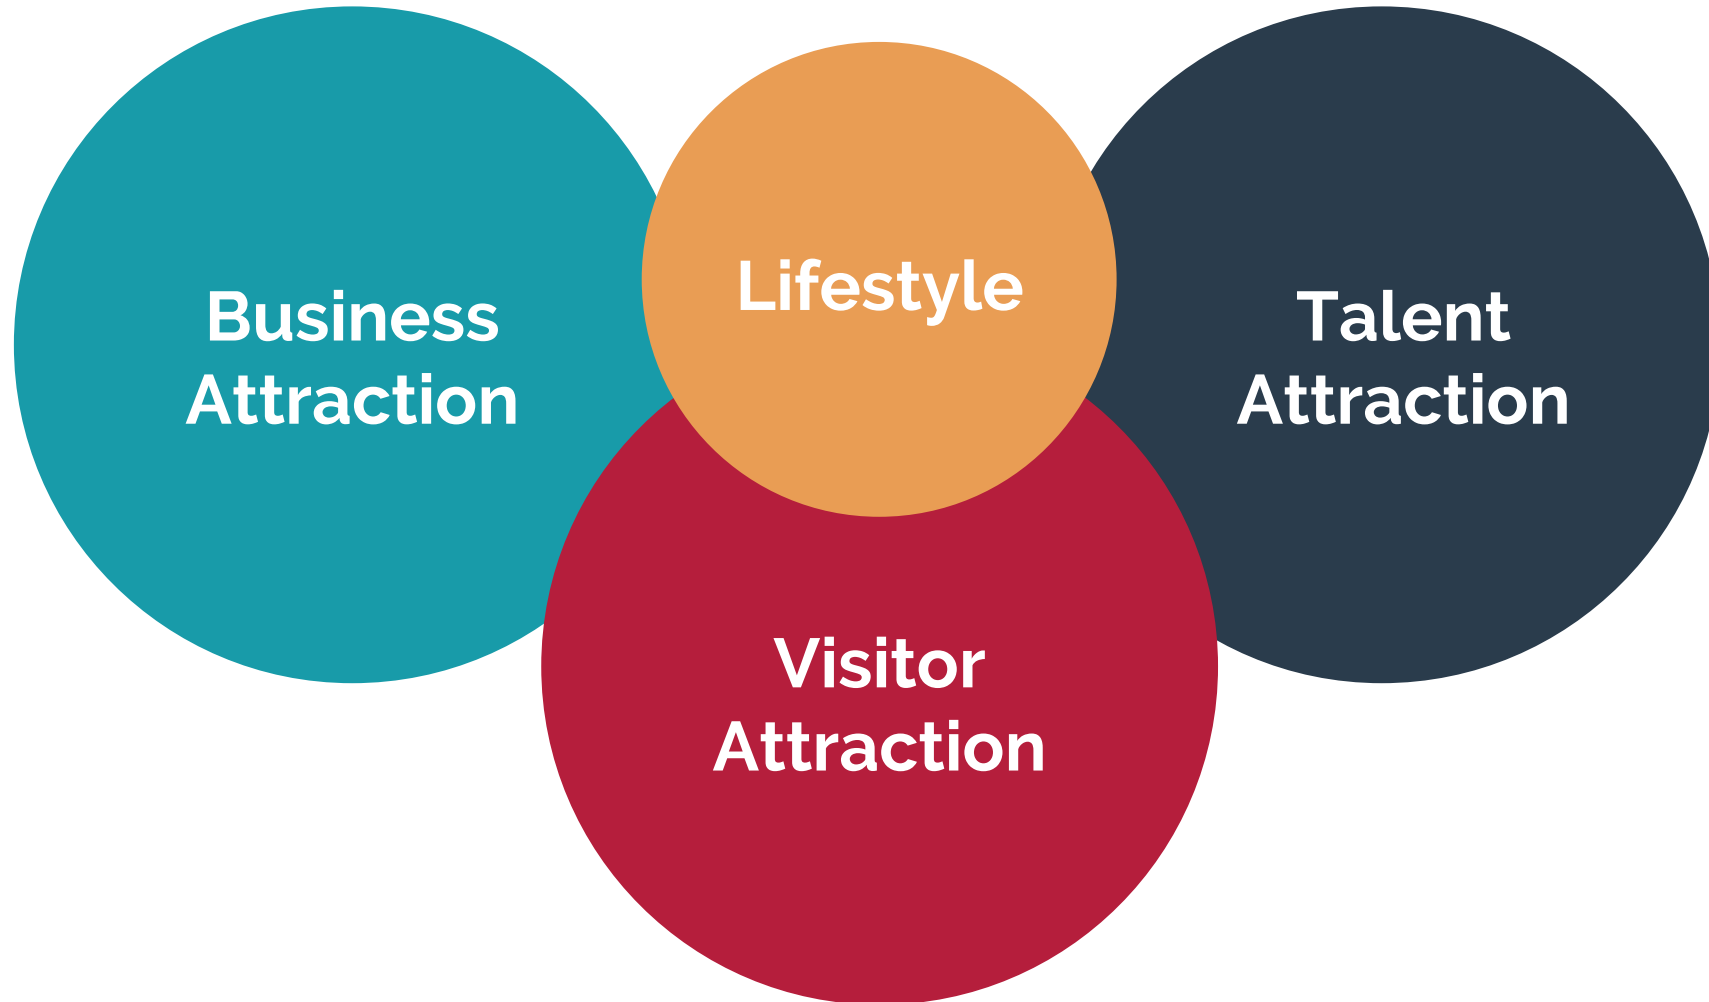 Business
Attraction
Lifestyle
Talent
Attraction
Visitor
Attraction